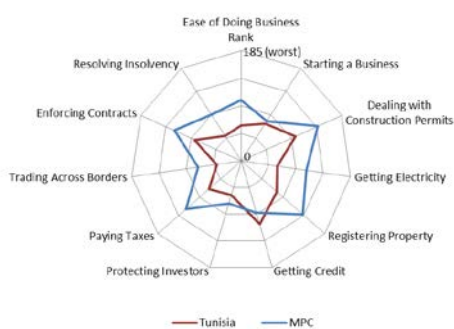 Ease of Doing Business
Rank
185 (worst)
Resolving Insolvency
Starting a Business
Enforcing Contracts
Dealing with
Construction Permits
0
Trading Across Borders
Getting Electricity
Paying Taxes
Registering Property
Protecting Investors
Getting Credit
Tunisia
MPC